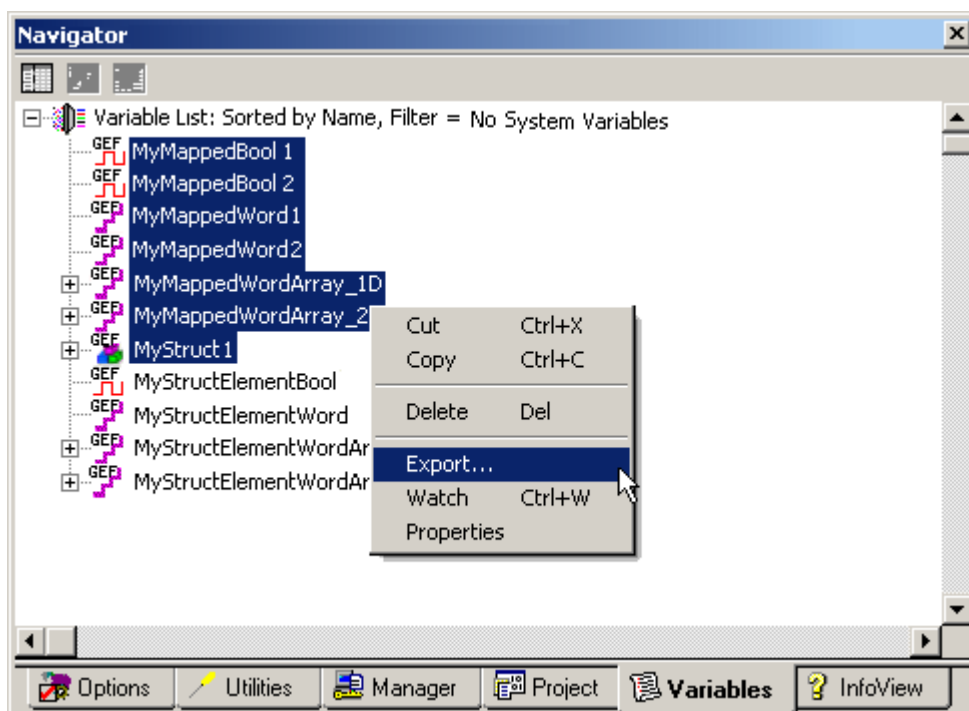 Navigator
Variable List: Sorted by Name, Filter = No System Variables
GEF MyMappedBool 1
GEF MyMappedBool 2
GEF MyMappedWord1
GEF MyMappedWord2
GEF MyMappedWordArray_1D
GEF MyMappedWordArray_2
GEF MyStruct1
GEF MyStructElementBool
GEF MyStructElementWord
GEF MyStructElementWordAr
GEF MyStructElementWordAr
Cut Ctrl+X
Copy Ctrl+C
Delete Del
Export...
Watch Ctrl+W
Properties
Options Utilities Manager Project Variables InfoView